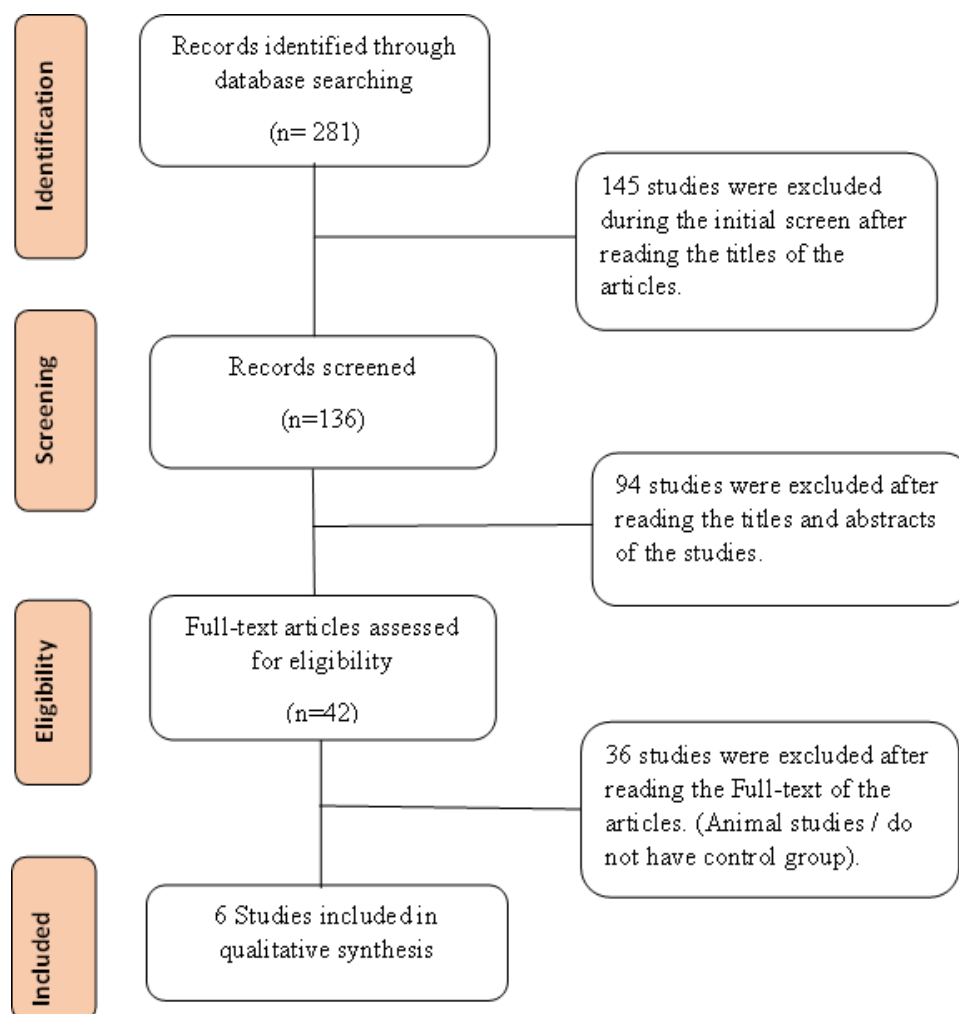 Identification
Records identified through
database searching
(n= 281)
145 studies were excluded
during the initial screen after
reading the titles of the
articles.
Screening
Records screened
(n=136)
94 studies were excluded after
reading the titles and abstracts
of the studies.
Eligibility
Full-text articles assessed
for eligibility
(n=42)
36 studies were excluded after
reading the Full-text of the
articles. (Animal studies / do
not have control group).
Included
6 Studies included in
qualitative synthesis